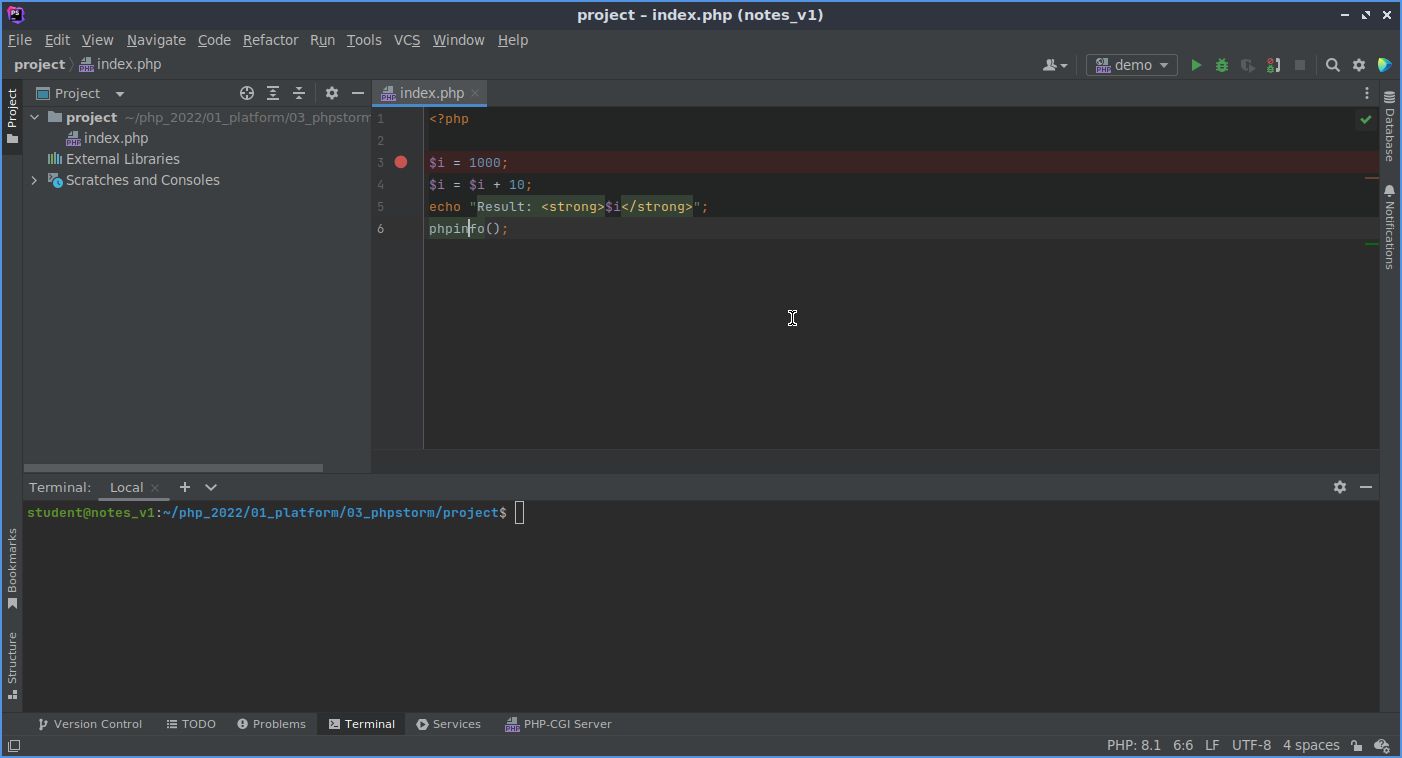 PS project – index.php (notes_v1)
File Edit View Navigate Code Refactor Run Tools VCS Window Help
project index.php demo
Project
Project
project ~/php_2022/01_platform/03_phpstorm
index.php
External Libraries
Scratches and Consoles
index.php
1 <?php
2
3 $i = 1000;
4 $i = $i + 10;
5 echo "Result: <strong>$i</strong>";
6 phpinfo();
Database
Notifications
Terminal: Local
student@notes_v1:~/php_2022/01_platform/03_phpstorm/project$
Bookmarks
Structure
Version Control TODO Problems Terminal Services PHP-CGI Server
PHP: 8.1 6:6 LF UTF-8 4 spaces